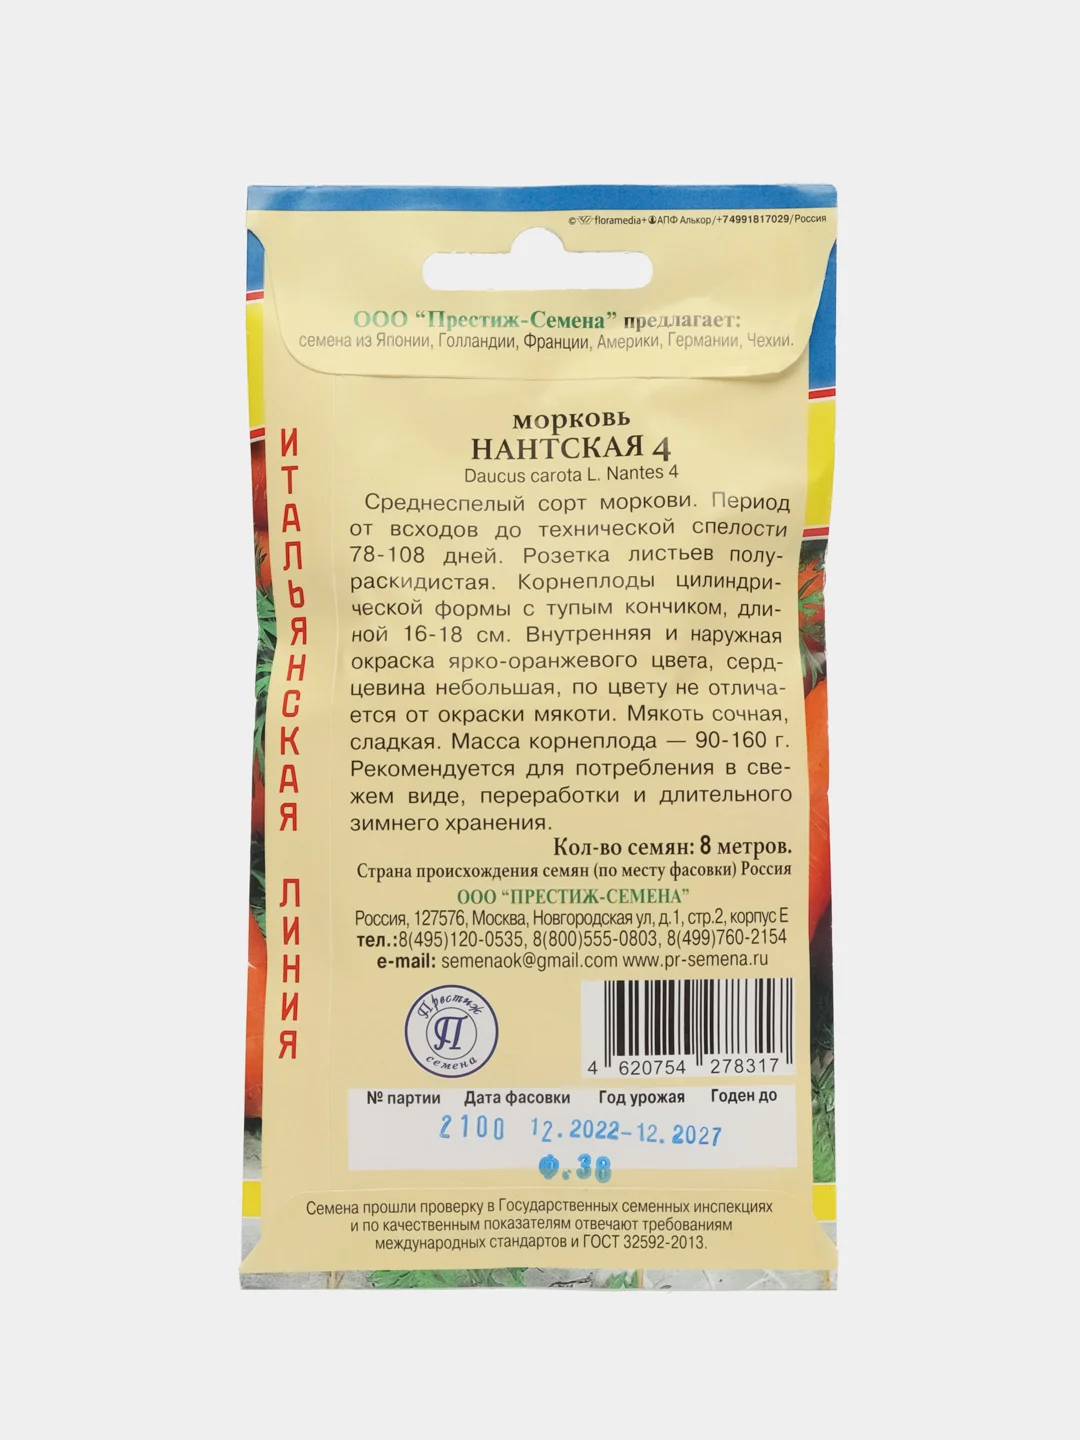 © floramedia+ АПФ Алькор/+74991817029/Россия
ООО “Престиж-Семена” предлагает:
семена из Японии, Голландии, Франции, Америки, Германии, Чехии.
ИТАЛЬЯНСКАЯ ЛИНИЯ
морковь
НАНТСКАЯ 4
Daucus carota L. Nantes 4
Среднеспелый сорт моркови. Период
от всходов до технической спелости
78-108 дней. Розетка листьев полу-
раскидистая. Корнеплоды цилиндри-
ческой формы с тупым кончиком, дли-
ной 16-18 см. Внутренняя и наружная
окраска ярко-оранжевого цвета, серд-
цевина небольшая, по цвету не отлича-
ется от окраски мякоти. Мякоть сочная,
сладкая. Масса корнеплода — 90-160 г.
Рекомендуется для потребления в све-
жем виде, переработки и длительного
зимнего хранения.
Кол-во семян: 8 метров.
Страна происхождения семян (по месту фасовки) Россия
ООО “ПРЕСТИЖ-СЕМЕНА”
Россия, 127576, Москва, Новгородская ул, д.1, стр.2, корпус Е
тел.:8(495)120-0535, 8(800)555-0803, 8(499)760-2154
e-mail: semenaok@gmail.com www.pr-semena.ru
Престиж
П
семена
4 620754 278317
№ партии Дата фасовки Год урожая Годен до
2100 12.2022-12.2027
Ф.38
Семена прошли проверку в Государственных семенных инспекциях
и по качественным показателям отвечают требованиям
международных стандартов и ГОСТ 32592-2013.